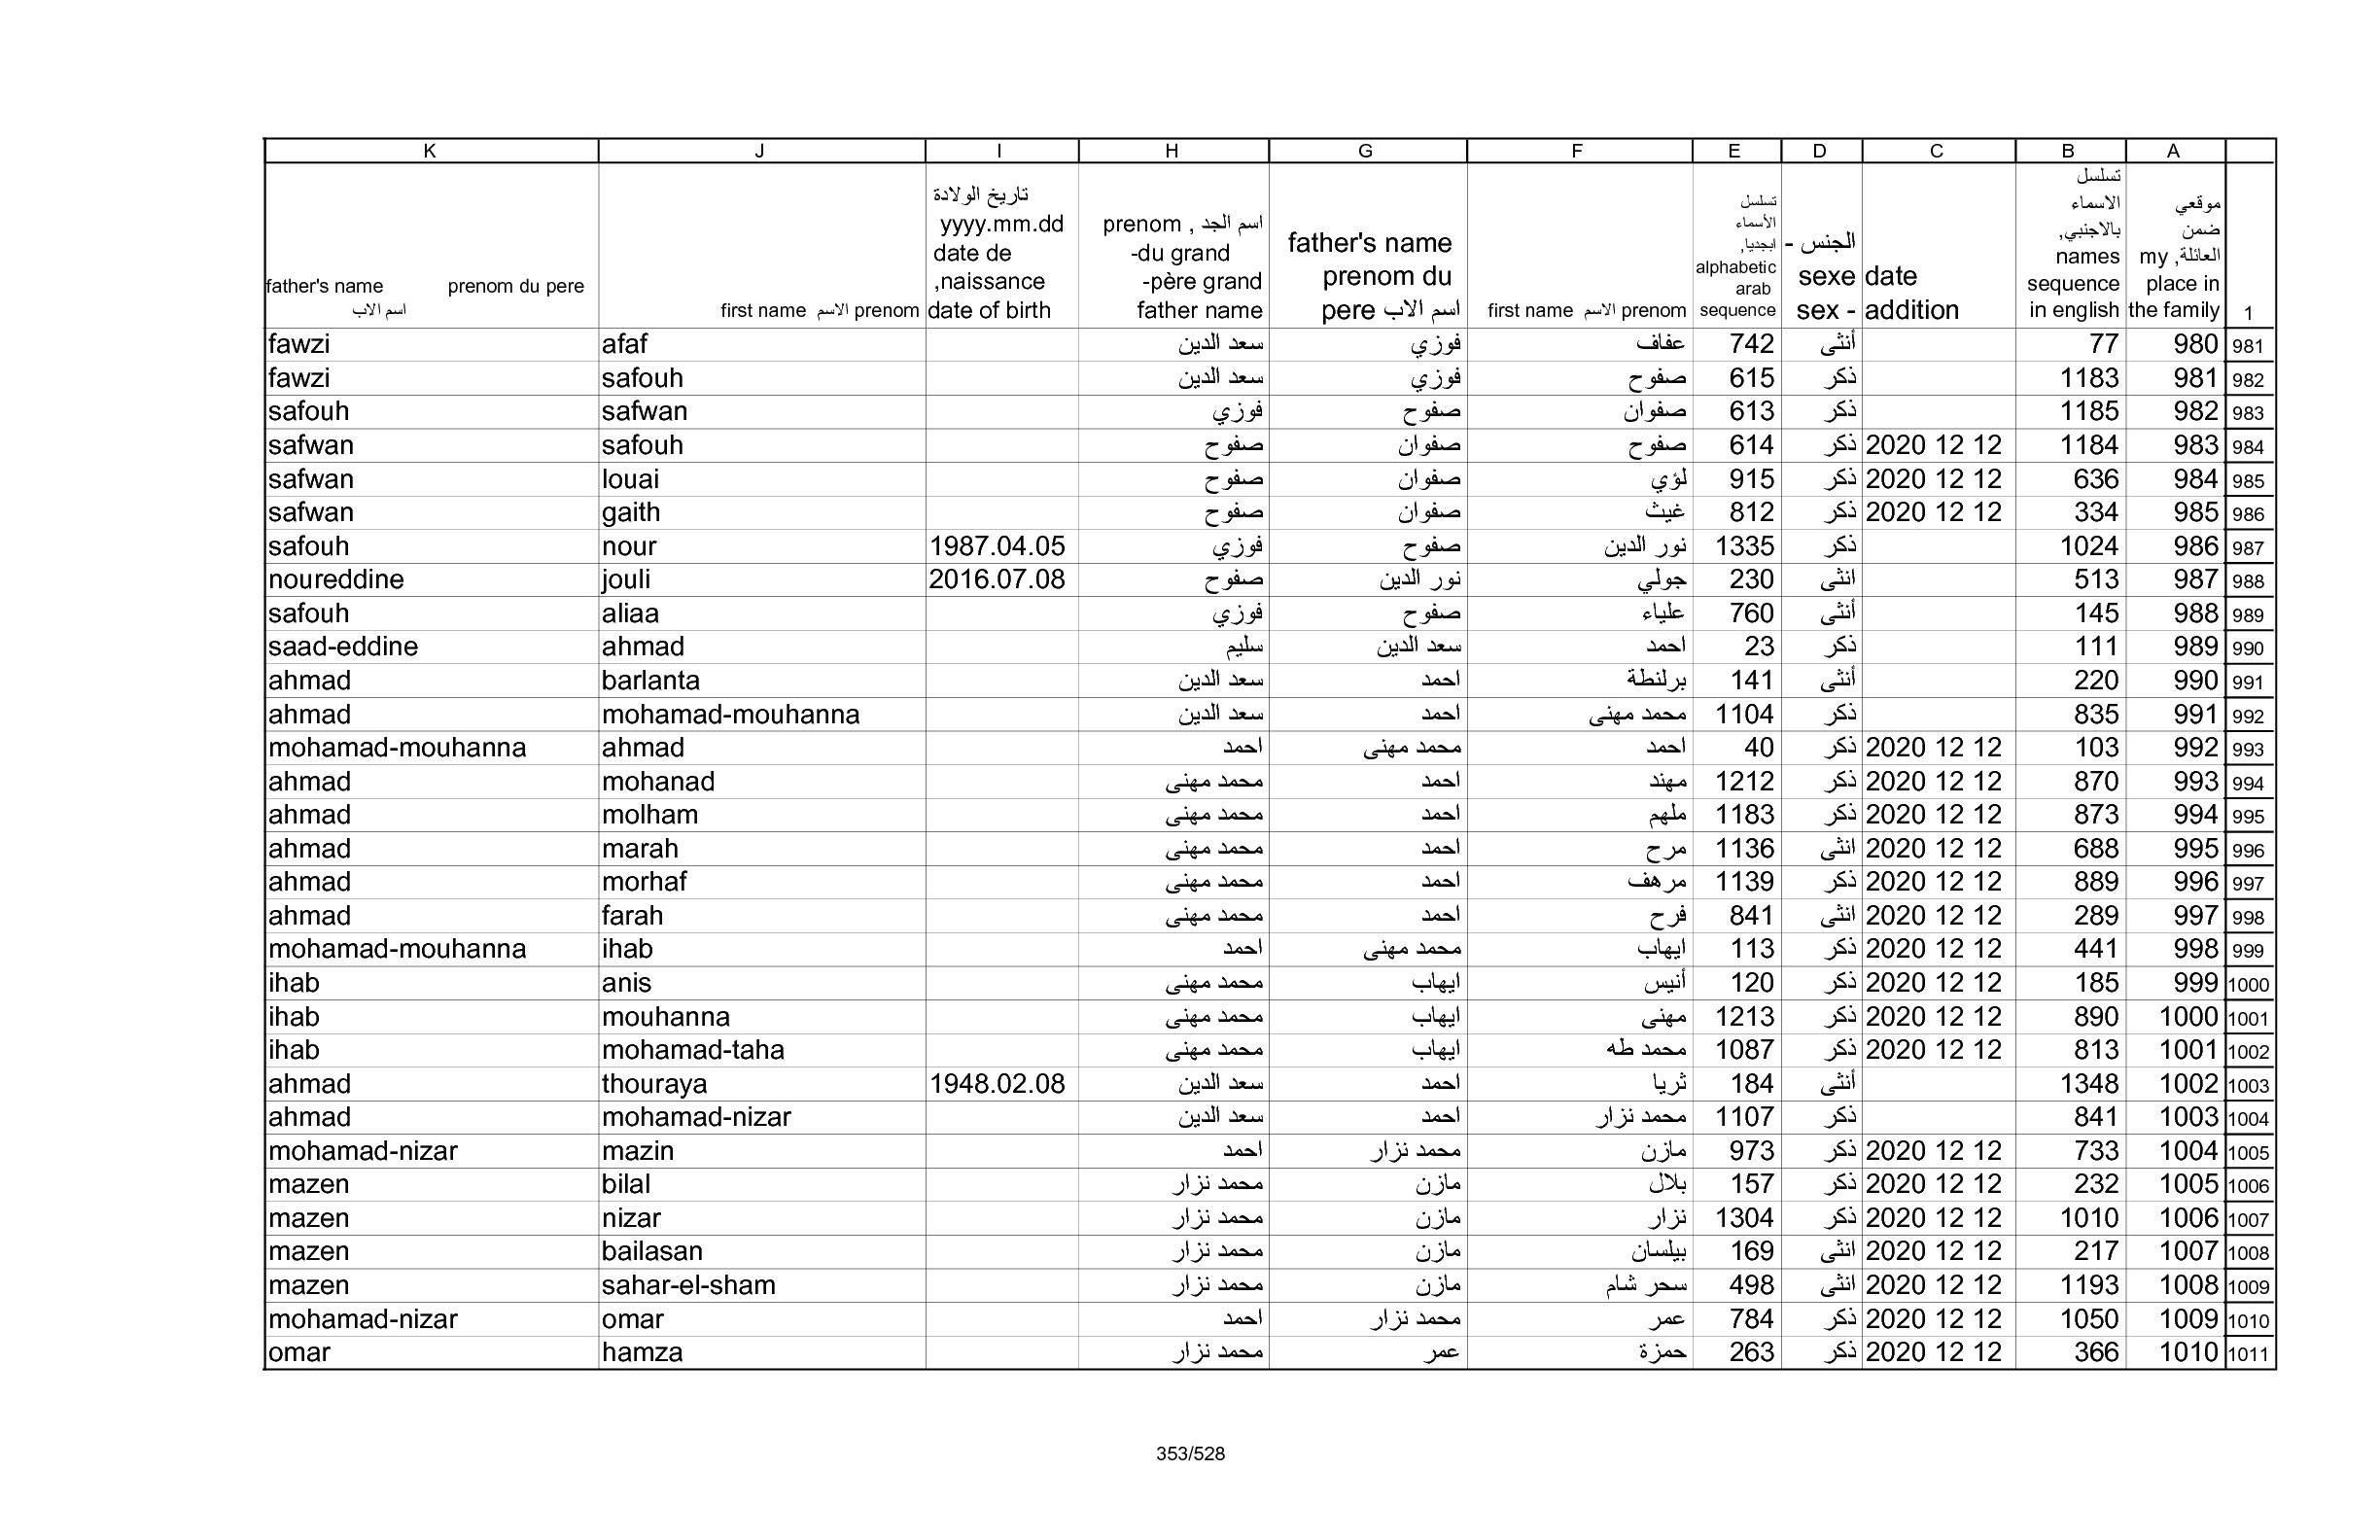 K J I H G F E D C B A
father's name prenom du pere اسم الاب
first name الاسم prenom
تاريخ الولادة yyyy.mm.dd date de naissance, date of birth
اسم الجد , prenom du grand-père grand-father name
father's name prenom du pere اسم الاب
first name الاسم prenom
تسلسل الأسماء ابجديا, alphabetic arab sequence
الجنس - sexe - sex
date addition
تسلسل الاسماء بالاجنبي, names sequence in english
موقعي ضمن العائلة, my place in the family
1
fawzi afaf سعد الدين فوزي عفاف 742 أنثى 77 980 981
fawzi safouh سعد الدين فوزي صفوح 615 ذكر 1183 981 982
safouh safwan فوزي صفوح صفوان 613 ذكر 1185 982 983
safwan safouh صفوح صفوان صفوح 614 ذكر 2020 12 12 1184 983 984
safwan louai صفوح صفوان لؤي 915 ذكر 2020 12 12 636 984 985
safwan gaith صفوح صفوان غيث 812 ذكر 2020 12 12 334 985 986
safouh nour 1987.04.05 فوزي صفوح نور الدين 1335 ذكر 1024 986 987
noureddine jouli 2016.07.08 صفوح نور الدين جولي 230 انثى 513 987 988
safouh aliaa فوزي صفوح علياء 760 أنثى 145 988 989
saad-eddine ahmad سليم سعد الدين احمد 23 ذكر 111 989 990
ahmad barlanta سعد الدين احمد برلنطة 141 أنثى 220 990 991
ahmad mohamad-mouhanna سعد الدين احمد محمد مهنى 1104 ذكر 835 991 992
mohamad-mouhanna ahmad احمد محمد مهنى احمد 40 ذكر 2020 12 12 103 992 993
ahmad mohanad محمد مهنى احمد مهند 1212 ذكر 2020 12 12 870 993 994
ahmad molham محمد مهنى احمد ملهم 1183 ذكر 2020 12 12 873 994 995
ahmad marah محمد مهنى احمد مرح 1136 انثى 2020 12 12 688 995 996
ahmad morhaf محمد مهنى احمد مرهف 1139 ذكر 2020 12 12 889 996 997
ahmad farah محمد مهنى احمد فرح 841 انثى 2020 12 12 289 997 998
mohamad-mouhanna ihab احمد محمد مهنى ايهاب 113 ذكر 2020 12 12 441 998 999
ihab anis محمد مهنى ايهاب أنيس 120 ذكر 2020 12 12 185 999 1000
ihab mouhanna محمد مهنى ايهاب مهنى 1213 ذكر 2020 12 12 890 1000 1001
ihab mohamad-taha محمد مهنى ايهاب محمد طه 1087 ذكر 2020 12 12 813 1001 1002
ahmad thouraya 1948.02.08 سعد الدين احمد ثريا 184 أنثى 1348 1002 1003
ahmad mohamad-nizar سعد الدين احمد محمد نزار 1107 ذكر 841 1003 1004
mohamad-nizar mazin احمد محمد نزار مازن 973 ذكر 2020 12 12 733 1004 1005
mazen bilal محمد نزار مازن بلال 157 ذكر 2020 12 12 232 1005 1006
mazen nizar محمد نزار مازن نزار 1304 ذكر 2020 12 12 1010 1006 1007
mazen bailasan محمد نزار مازن بيلسان 169 انثى 2020 12 12 217 1007 1008
mazen sahar-el-sham محمد نزار مازن سحر شام 498 انثى 2020 12 12 1193 1008 1009
mohamad-nizar omar احمد محمد نزار عمر 784 ذكر 2020 12 12 1050 1009 1010
omar hamza محمد نزار عمر حمزة 263 ذكر 2020 12 12 366 1010 1011
353/528